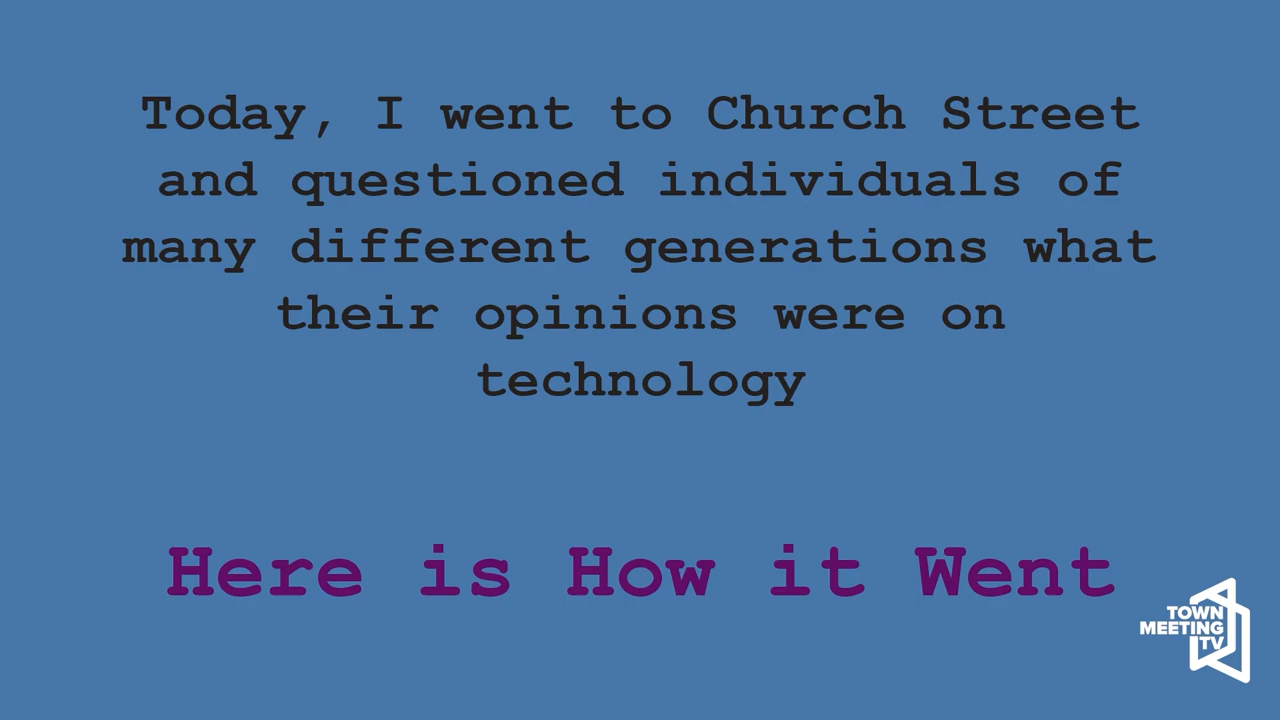 Today, I went to Church Street
and questioned individuals of
many different generations what
their opinions were on
technology
Here is How it Went
TOWN
MEETING
TV